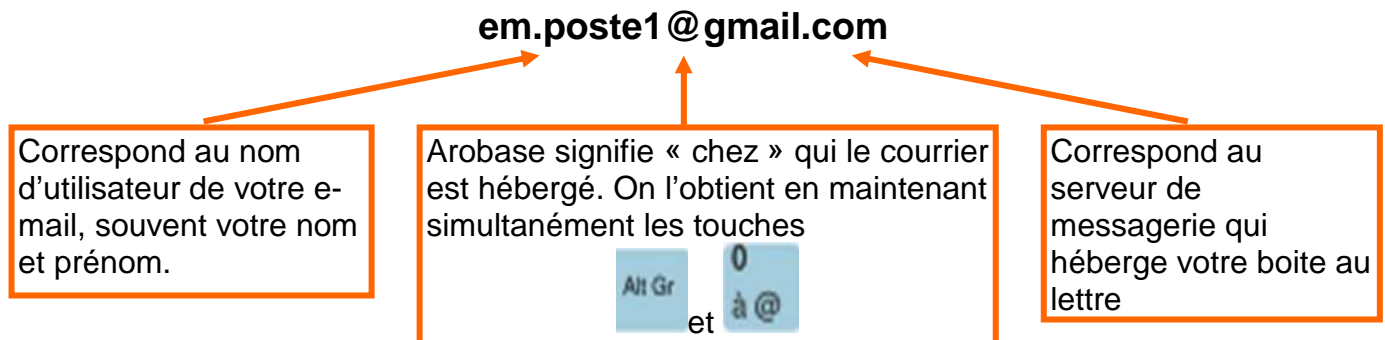 em.poste1@gmail.com
Correspond au nom
d’utilisateur de votre e-
mail, souvent votre nom
et prénom.
Arobase signifie « chez » qui le courrier
est hébergé. On l’obtient en maintenant
simultanément les touches
Alt Gr
et
0
à @
Correspond au
serveur de
messagerie qui
héberge votre boite au
lettre